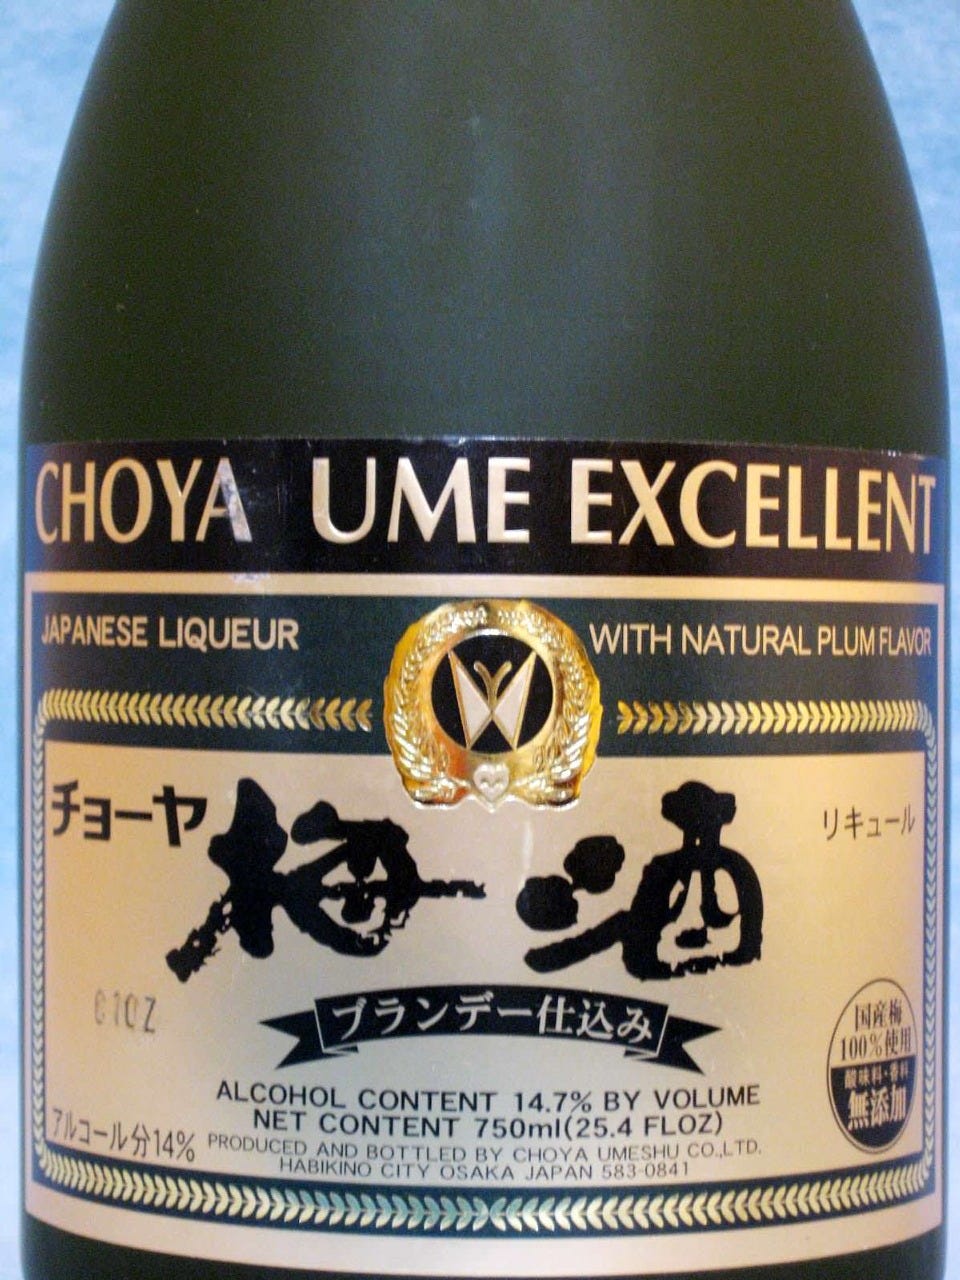 CHOYA UME EXCELLENT
JAPANESE LIQUEUR
WITH NATURAL PLUM FLAVOR
チョーヤ
梅酒
リキュール
ブランデー仕込み
国産梅
100%使用
酸味料・香料
無添加
ALCOHOL CONTENT 14.7% BY VOLUME
NET CONTENT 750ml(25.4 FLOZ)
アルコール分14%
PRODUCED AND BOTTLED BY CHOYA UMESHU CO.,LTD.
HABIKINO CITY OSAKA JAPAN 583-0841